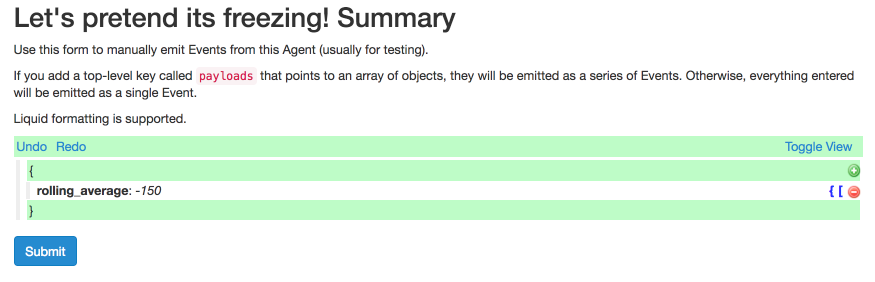 Let's pretend its freezing! Summary
Use this form to manually emit Events from this Agent (usually for testing).
If you add a top-level key called payloads that points to an array of objects, they will be emitted as a series of Events. Otherwise, everything entered
will be emitted as a single Event.
Liquid formatting is supported.
Undo Redo Toggle View
{
rolling_average: -150 { [
}
Submit